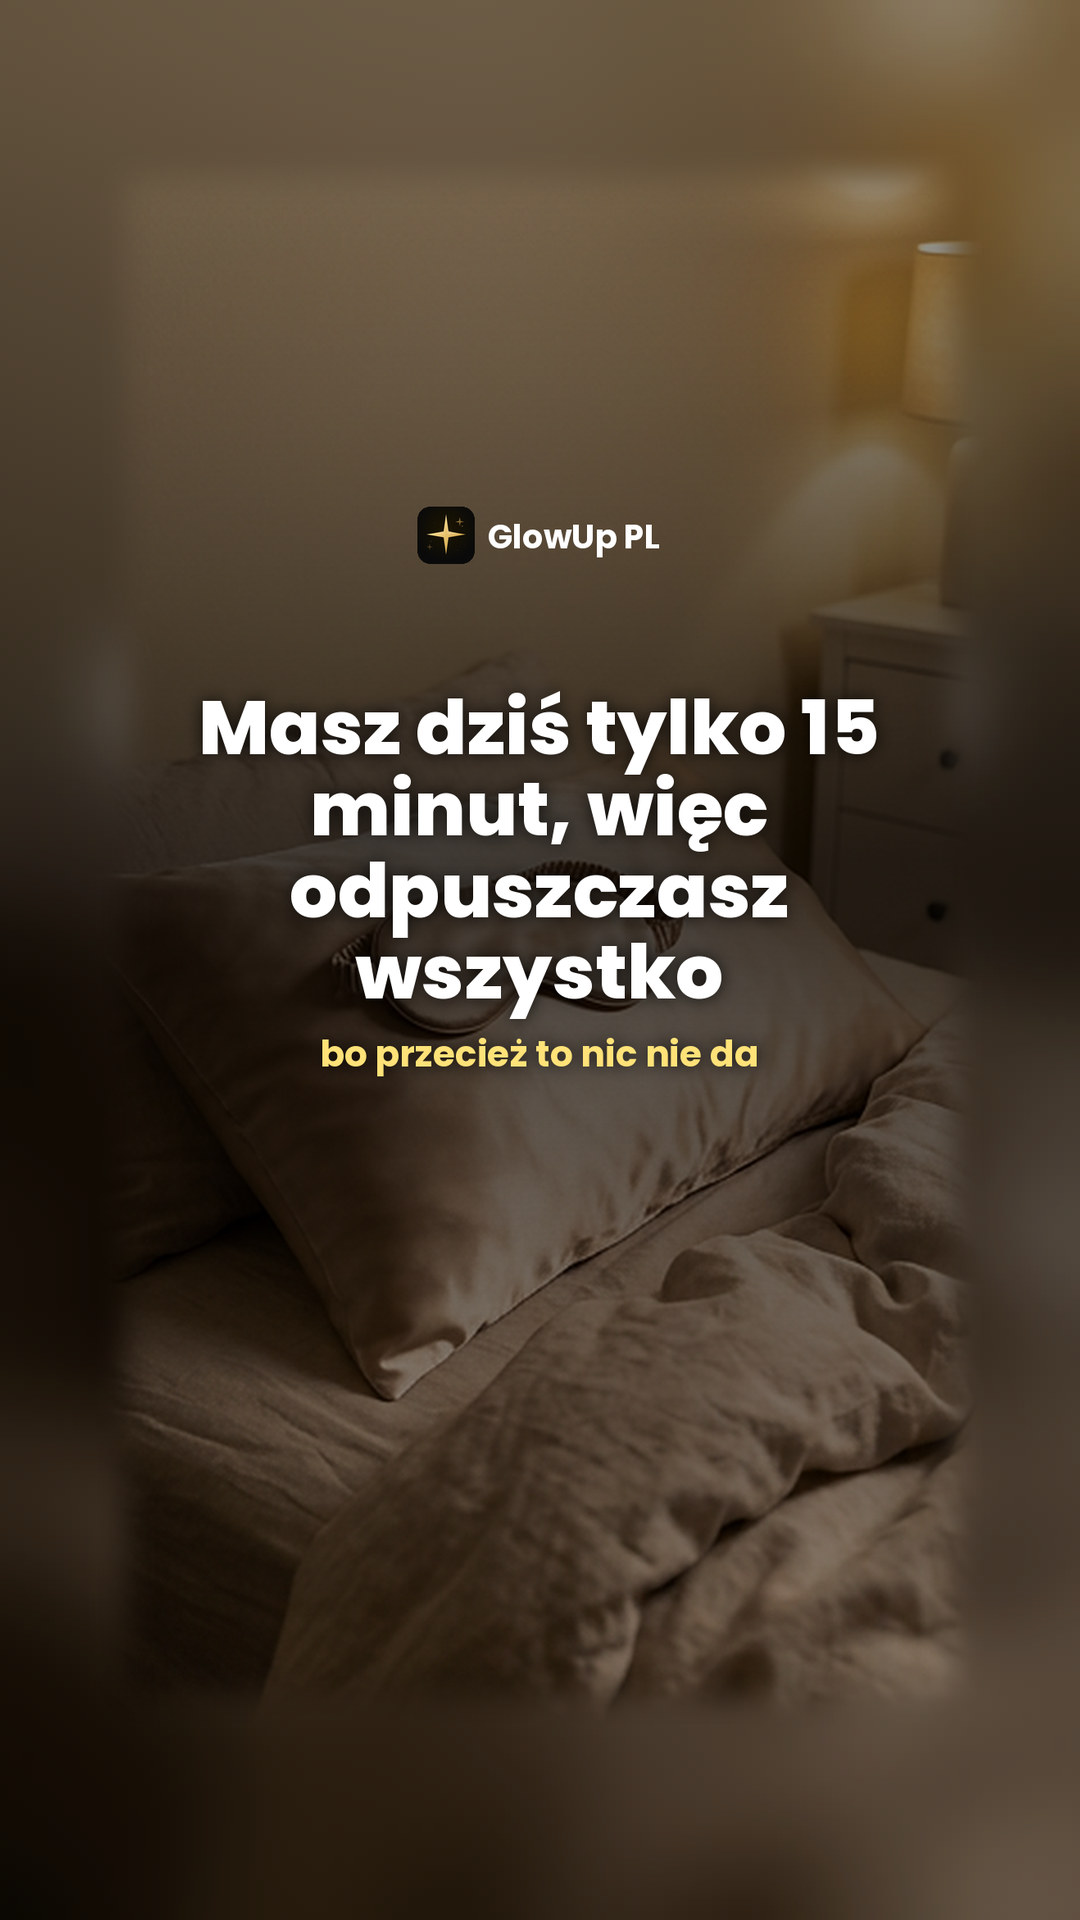 GlowUp PL
Masz dziś tylko 15
minut, więc
odpuszczasz
wszystko
bo przecież to nic nie da